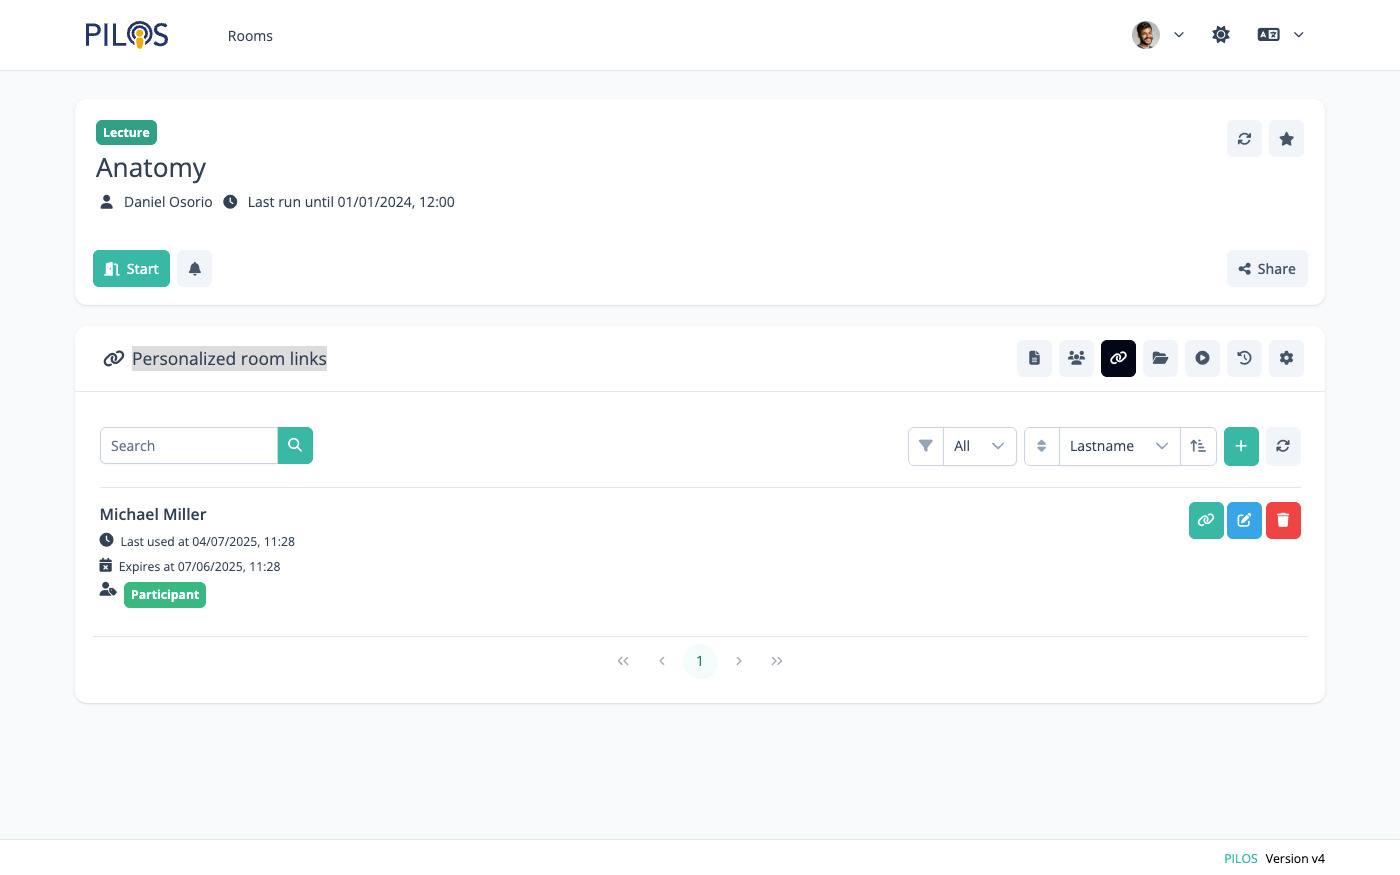 PILOS
Rooms
Lecture
Anatomy
Daniel Osorio Last run until 01/01/2024, 12:00
Start
Share
Personalized room links
Search
All
Lastname
Michael Miller
Last used at 04/07/2025, 11:28
Expires at 07/06/2025, 11:28
Participant
1
PILOS Version v4